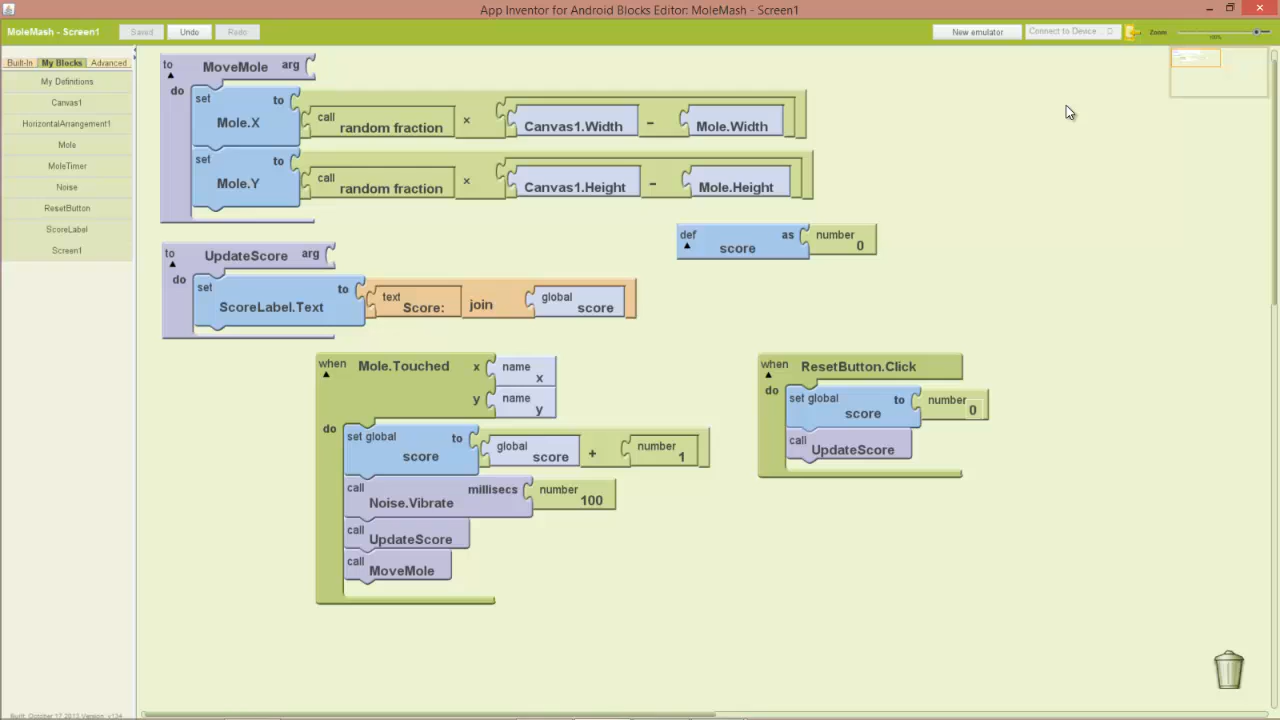 App Inventor for Android Blocks Editor: MoleMash - Screen1
MoleMash - Screen1
Saved
Undo
Redo
New emulator
Connect to Device
Zoom
100%
Built-In
My Blocks
Advanced
My Definitions
Canvas1
HorizontalArrangement1
Mole
MoleTimer
Noise
ResetButton
ScoreLabel
Screen1
to MoveMole arg
do set Mole.X to call random fraction × Canvas1.Width - Mole.Width
set Mole.Y to call random fraction × Canvas1.Height - Mole.Height
def score as number 0
to UpdateScore arg
do set ScoreLabel.Text to text Score: join global score
when Mole.Touched x name x
y name y
do set global score to global score + number 1
call Noise.Vibrate millisecs number 100
call UpdateScore
call MoveMole
when ResetButton.Click
do set global score to number 0
call UpdateScore